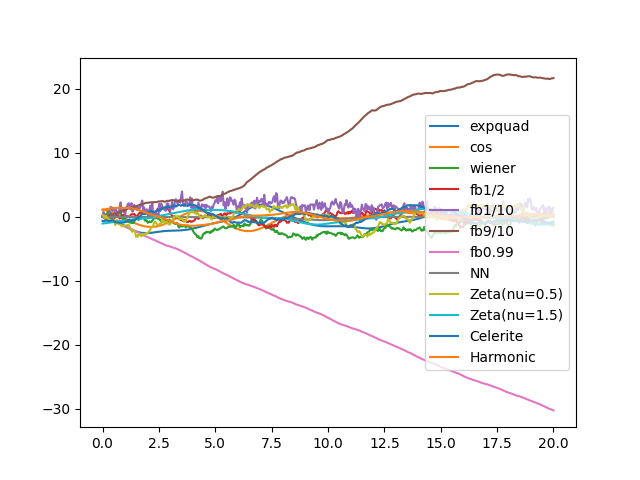 20
10
0
−10
−20
−30
0.0 2.5 5.0 7.5 10.0 12.5 15.0 17.5 20.0
expquad
cos
wiener
fb1/2
fb1/10
fb9/10
fb0.99
NN
Zeta(nu=0.5)
Zeta(nu=1.5)
Celerite
Harmonic